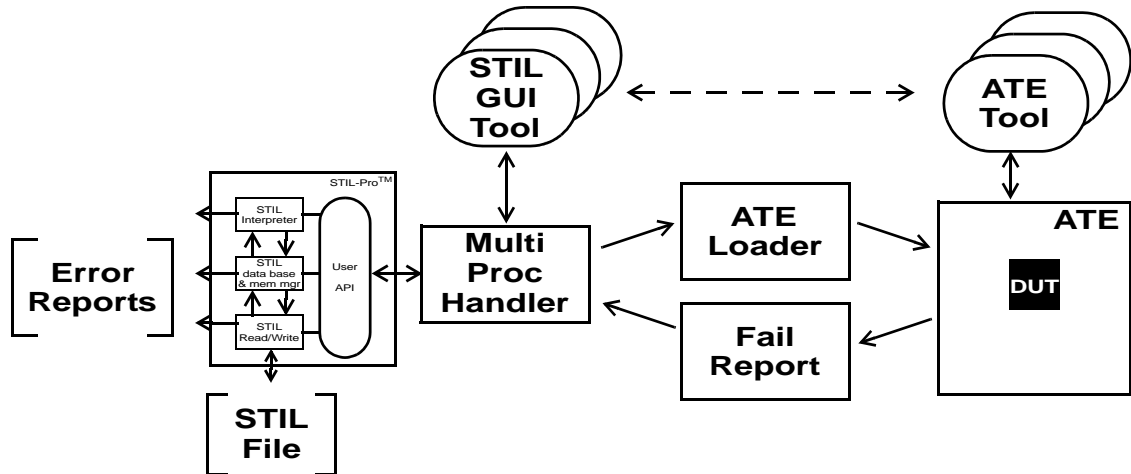 STIL
GUI
Tool
ATE
Tool
STIL-Pro™
STIL
Interpreter
STIL
data base
& mem mgr
STIL
Read/Write
User
API
Error
Reports
STIL
File
Multi
Proc
Handler
ATE
Loader
Fail
Report
ATE
DUT